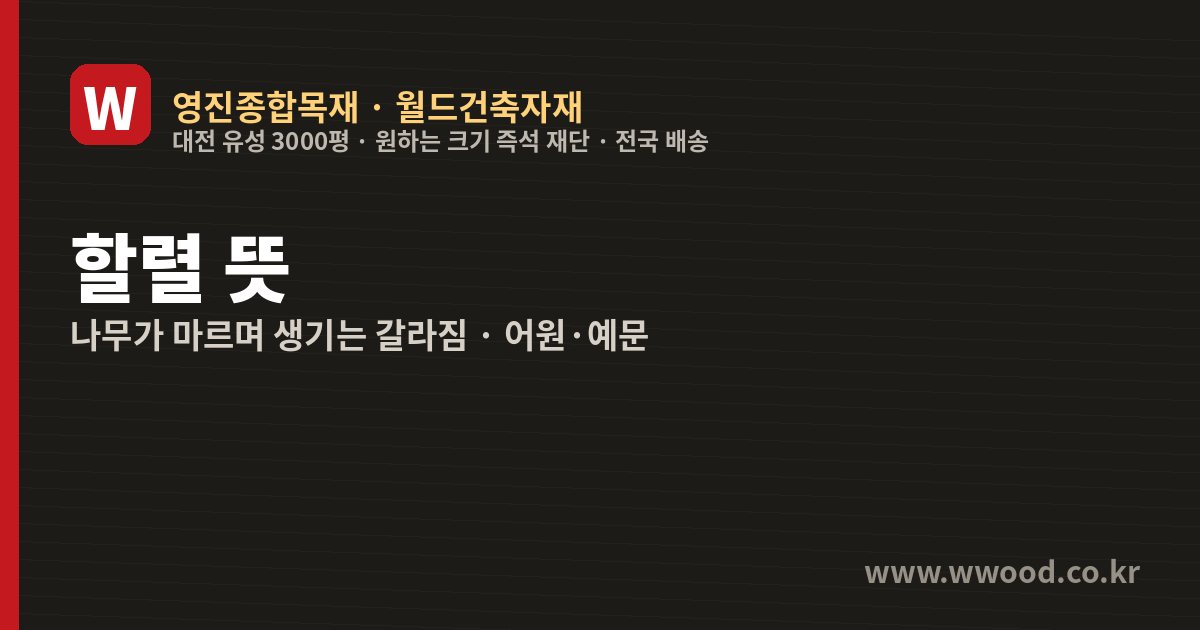 W
영진종합목재 · 월드건축자재
대전 유성 3000평 · 원하는 크기 즉석 재단 · 전국 배송
할렬 뜻
나무가 마르며 생기는 갈라짐 · 어원·예문
www.wwood.co.kr